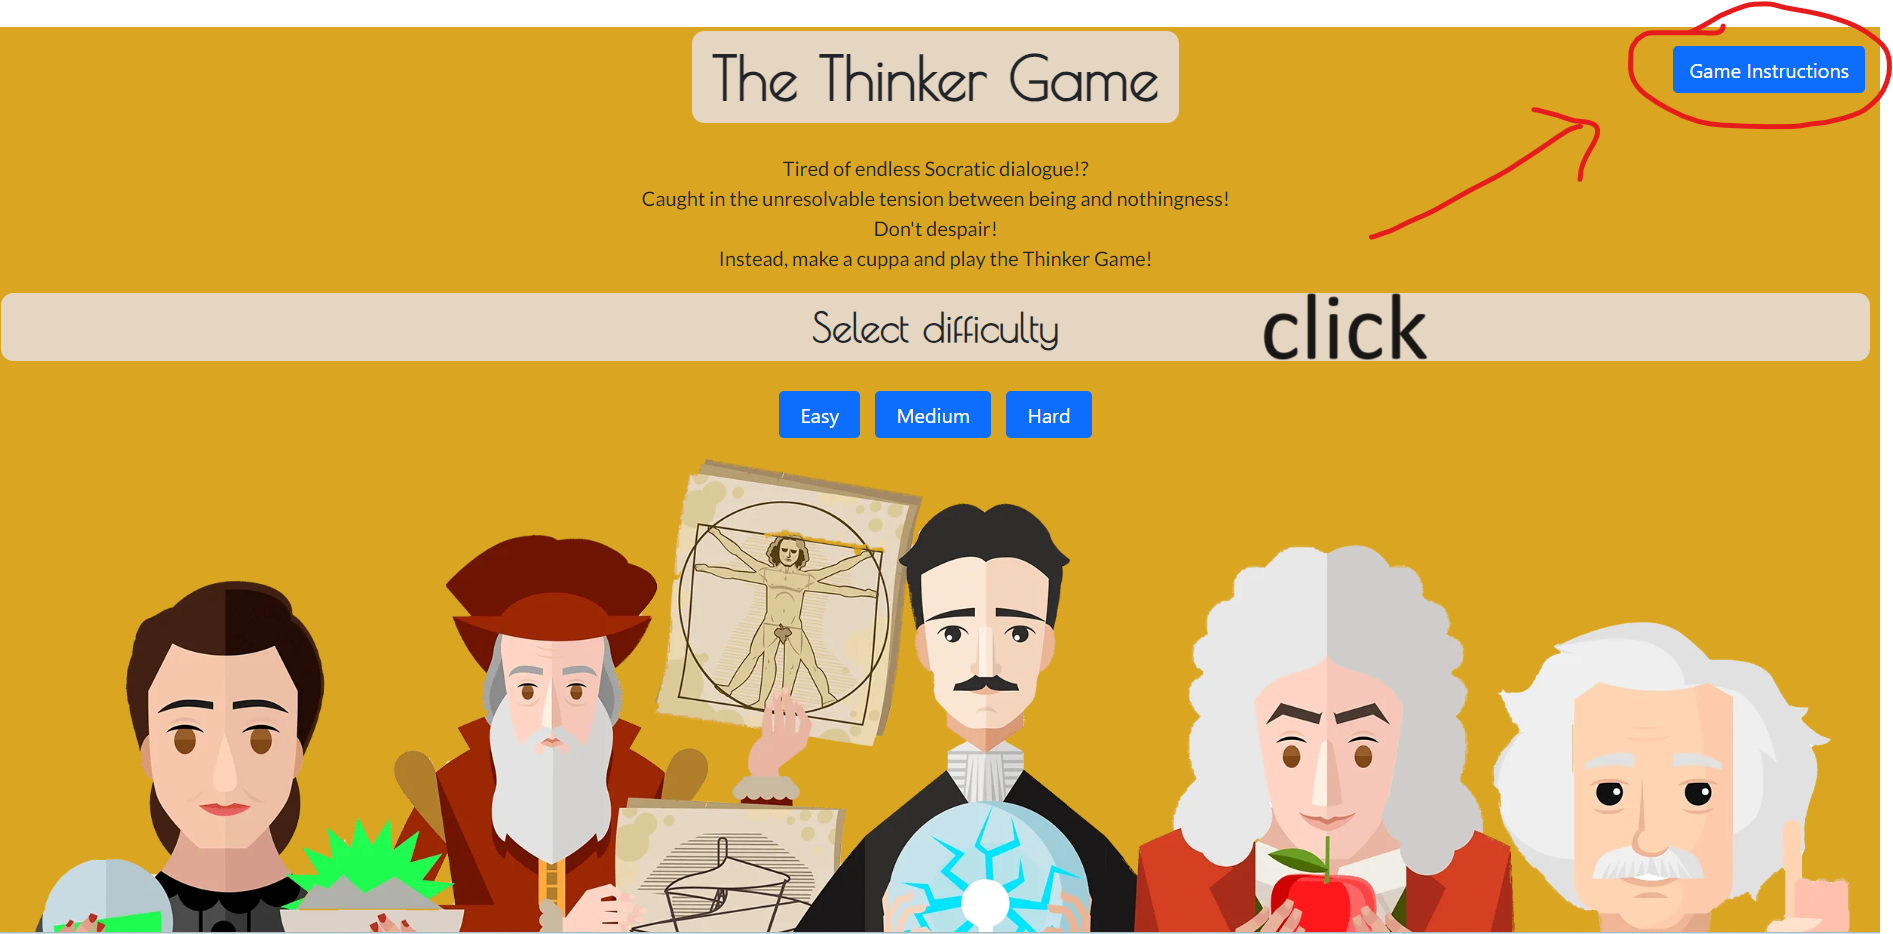 The Thinker Game
Game Instructions
Tired of endless Socratic dialogue!?
Caught in the unresolvable tension between being and nothingness!
Don't despair!
Instead, make a cuppa and play the Thinker Game!
Select difficulty
click
Easy
Medium
Hard